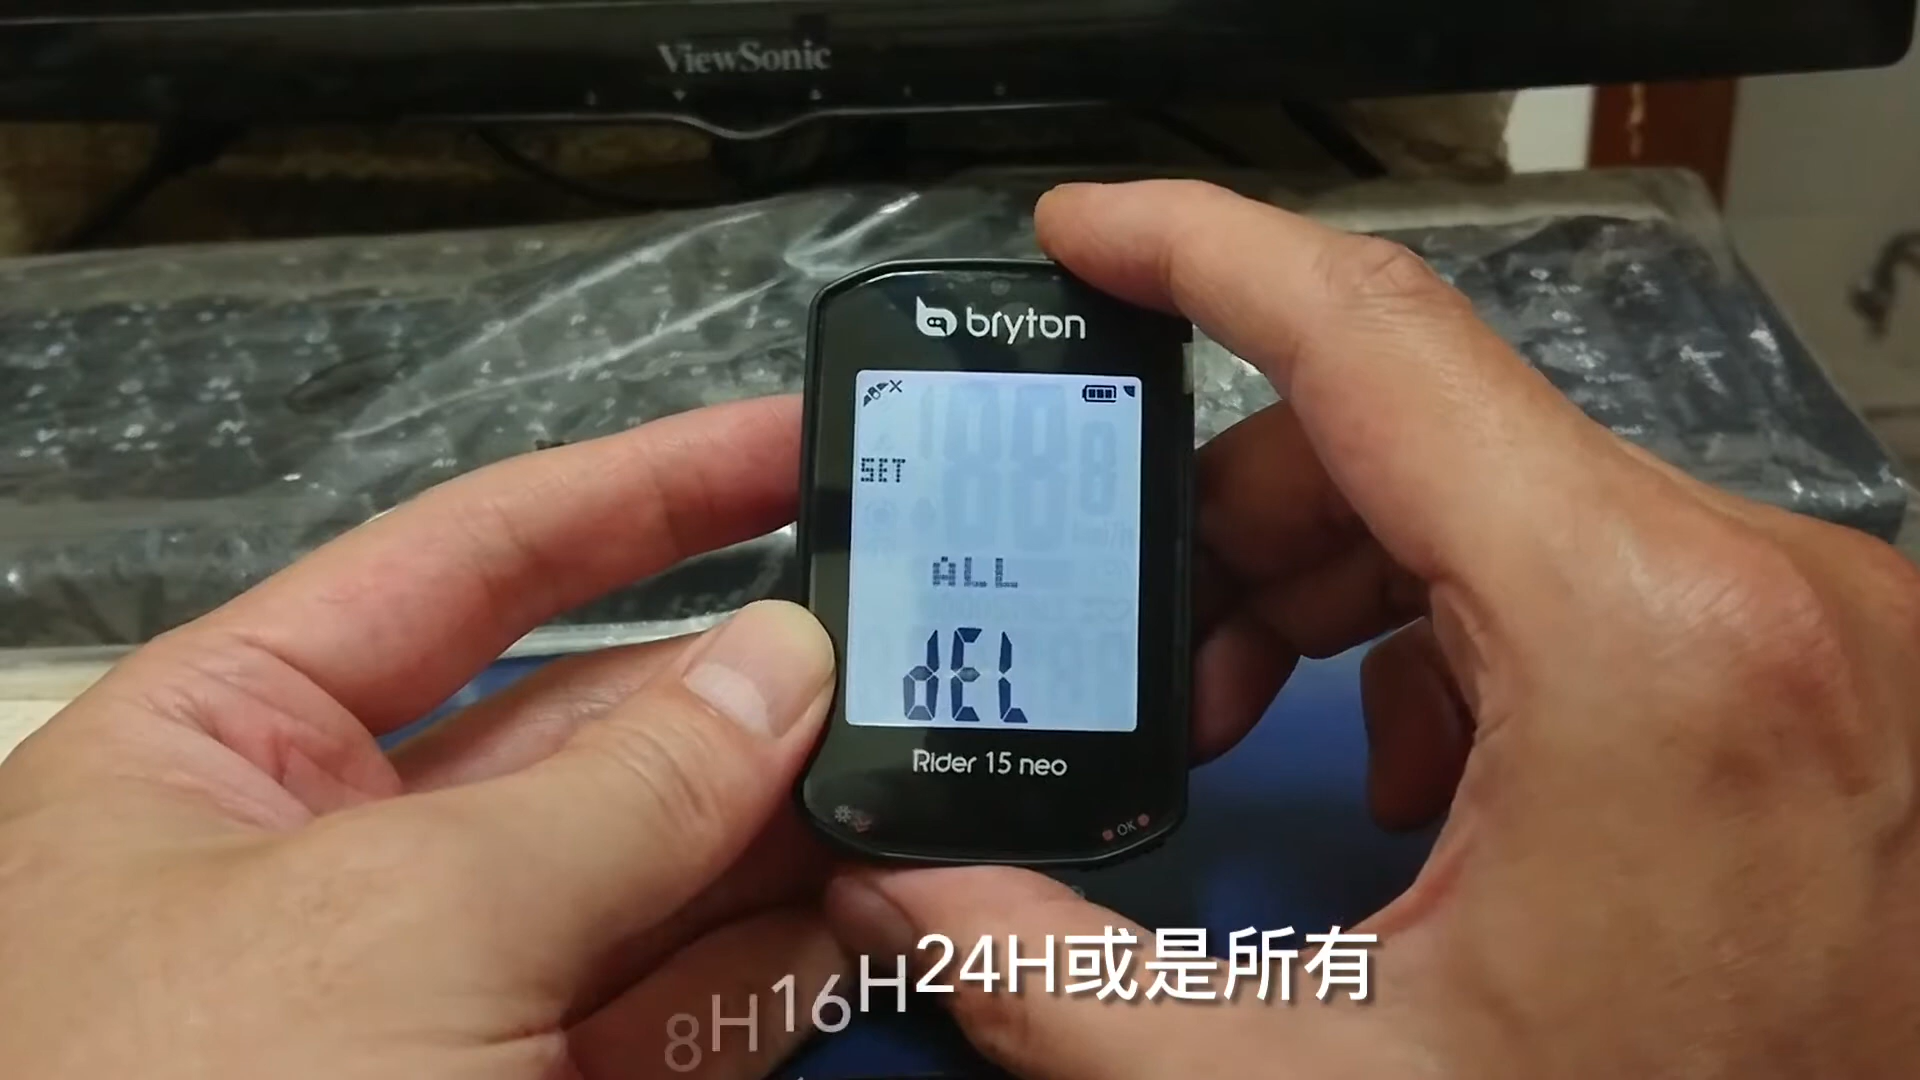 ViewSonic
bryton
SET
ALL
dEL
Rider 15 neo
OK
8H16H24H或是所有